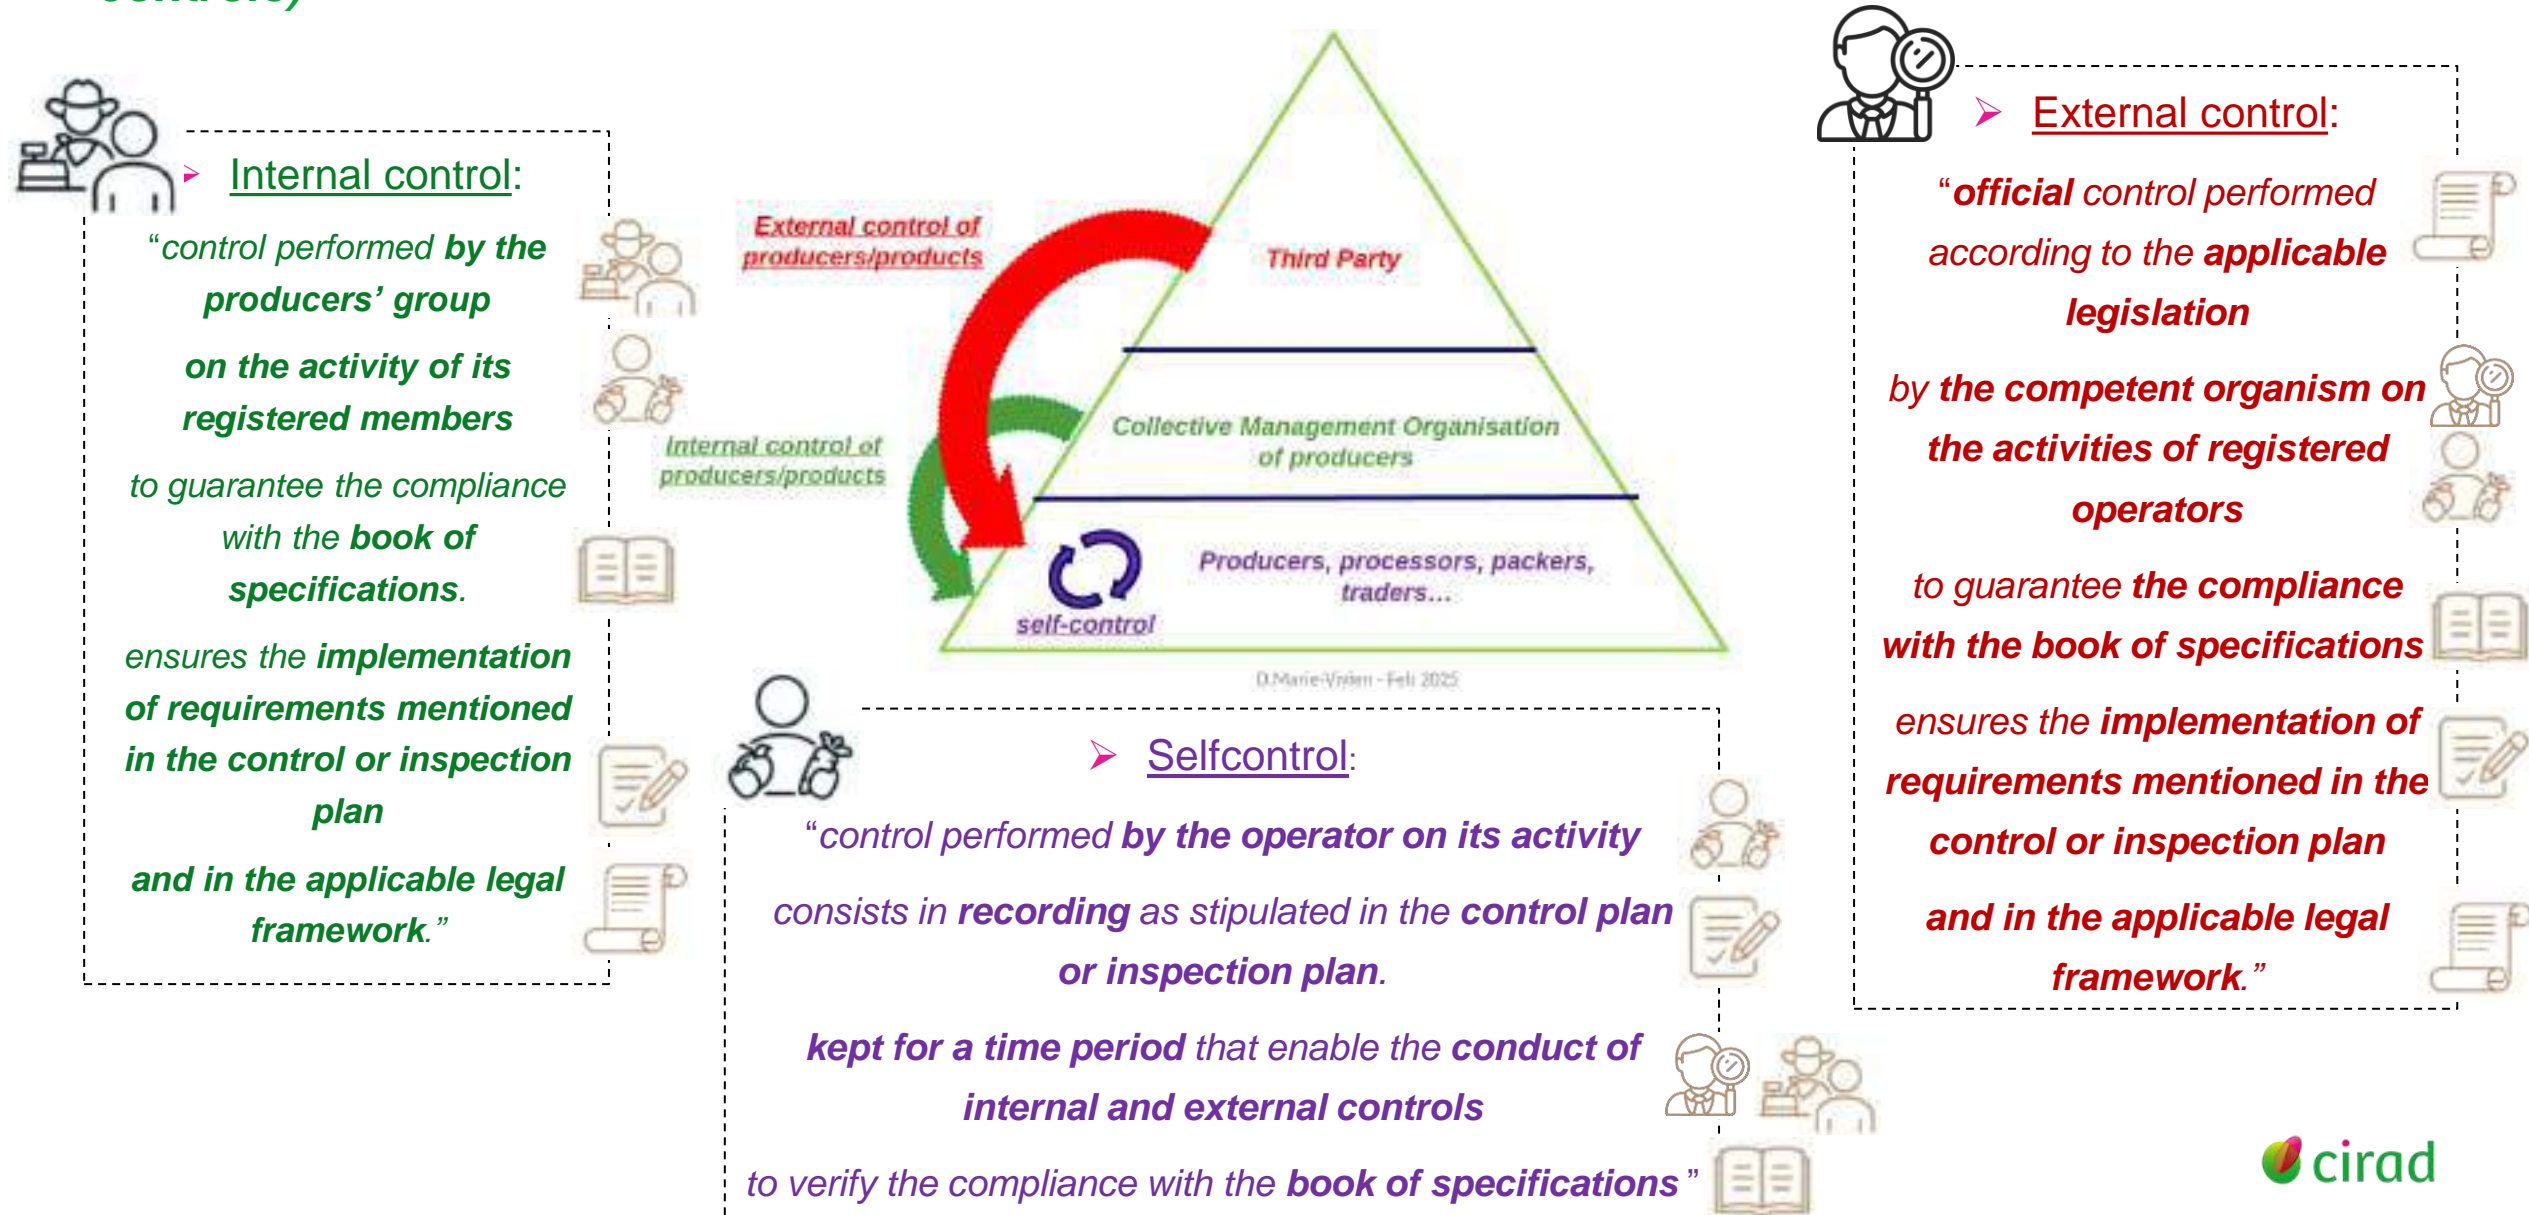 Internal control:
“control performed by the
producers’ group
on the activity of its
registered members
to guarantee the compliance
with the book of
specifications.
ensures the implementation
of requirements mentioned
in the control or inspection
plan
and in the applicable legal
framework.”
External control of
producers/products
Internal control of
producers/products
Third Party
Collective Management Organisation
of producers
Producers, processors, packers,
traders...
self-control
D.Marie-Vivien - Feb 2025
Selfcontrol:
“control performed by the operator on its activity
consists in recording as stipulated in the control plan
or inspection plan.
kept for a time period that enable the conduct of
internal and external controls
to verify the compliance with the book of specifications ”
External control:
“official control performed
according to the applicable
legislation
by the competent organism on
the activities of registered
operators
to guarantee the compliance
with the book of specifications
ensures the implementation of
requirements mentioned in the
control or inspection plan
and in the applicable legal
framework.”
cirad